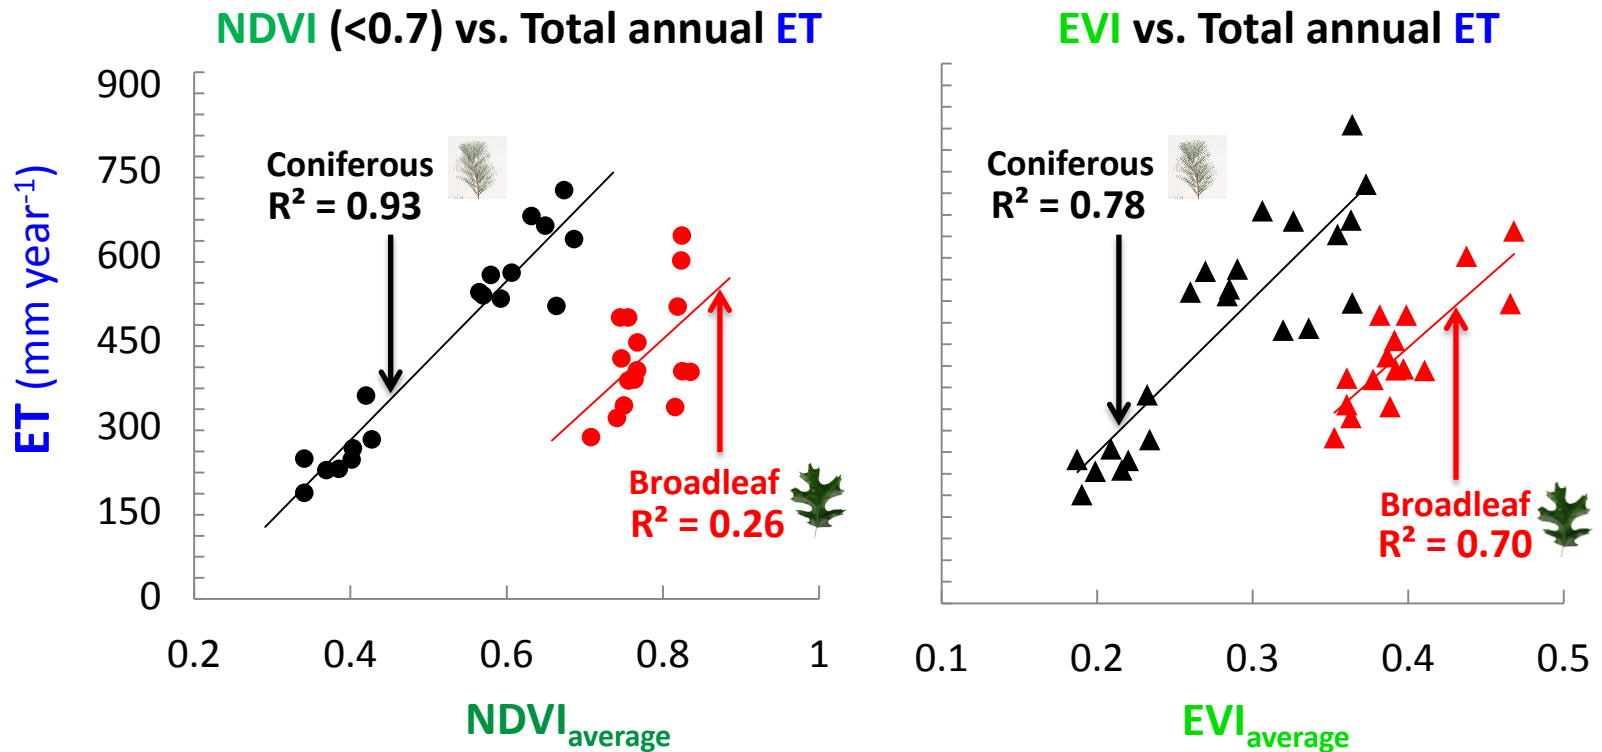 NDVI (<0.7) vs. Total annual ET
EVI vs. Total annual ET
ET (mm year-1)
900
750
600
450
300
150
0
Coniferous
R² = 0.93
Broadleaf
R² = 0.26
0.2
0.4
0.6
0.8
1
NDVIaverage
Coniferous
R² = 0.78
Broadleaf
R² = 0.70
0.1
0.2
0.3
0.4
0.5
EVIaverage